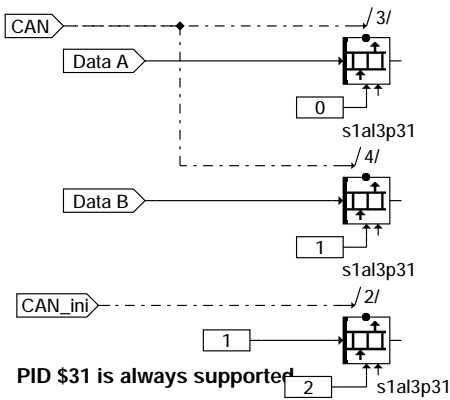 CAN
/3/
Data A
0
s1al3p31
/4/
Data B
1
s1al3p31
CAN_ini
/2/
1
PID $31 is always supported
2
s1al3p31